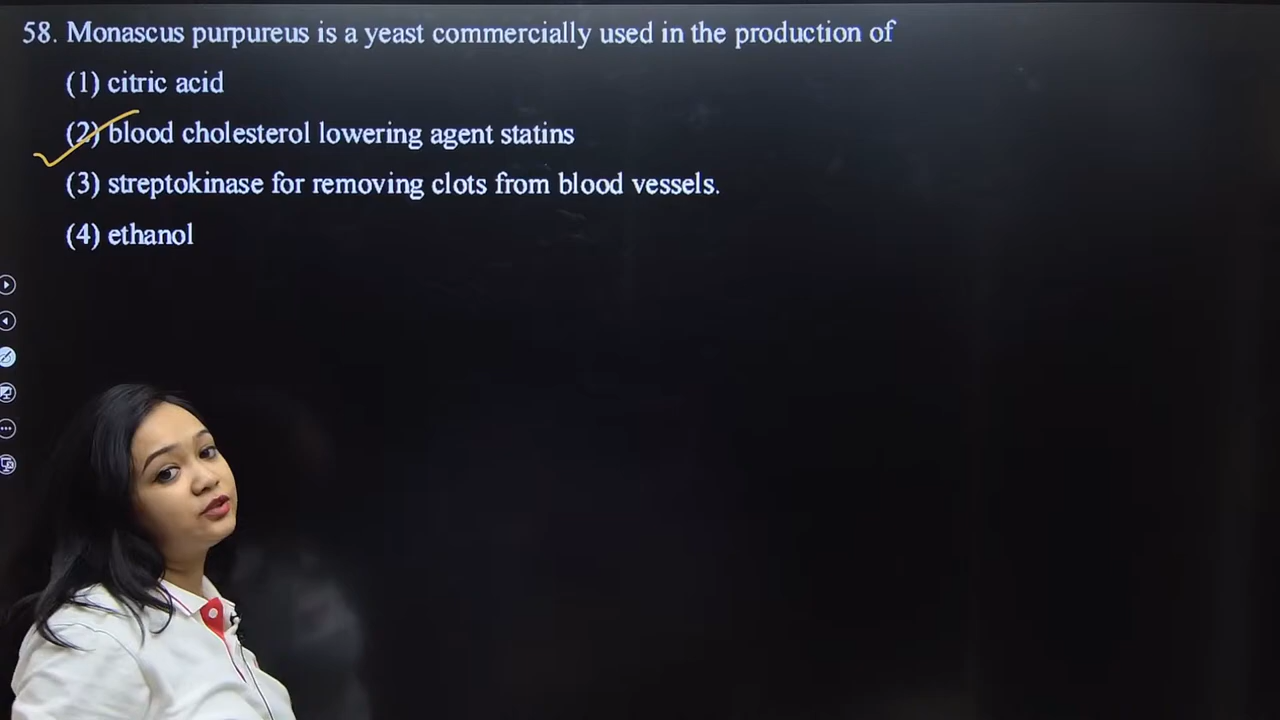 58. Monascus purpureus is a yeast commercially used in the production of
(1) citric acid
(2) blood cholesterol lowering agent statins
(3) streptokinase for removing clots from blood vessels.
(4) ethanol